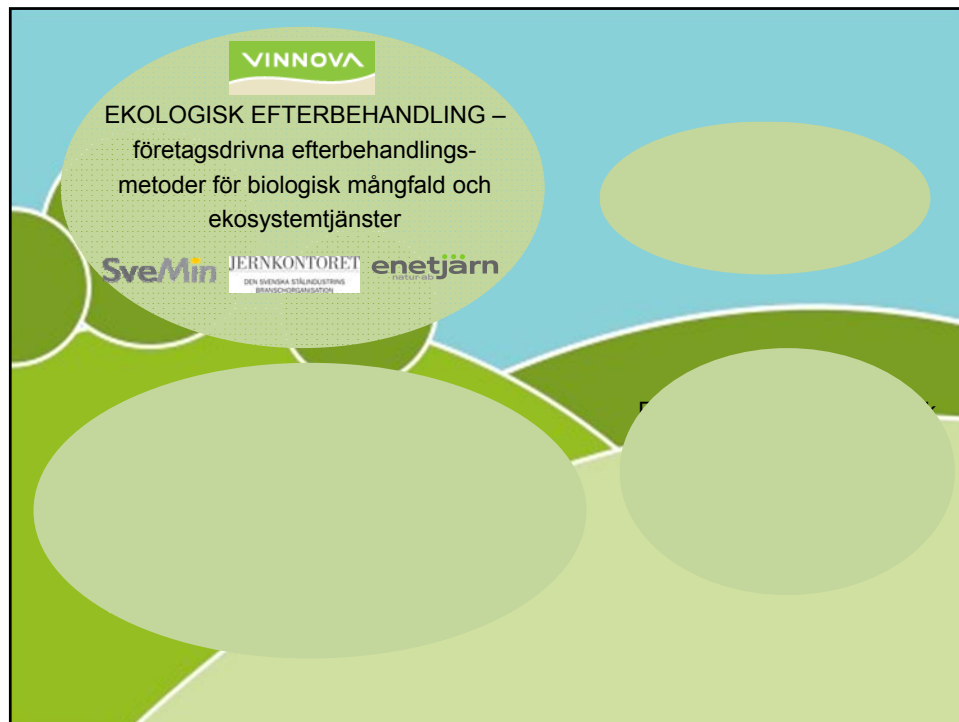 VINNOVA
EKOLOGISK EFTERBEHANDLING –
företagsdrivna efterbehandlings-
metoder för biologisk mångfald och
ekosystemtjänster
SveMin JERNKONTORET enetjärn
natur ab
DEN SVENSKA STÅLINDUSTRINS
BRANSCHORGANISATION